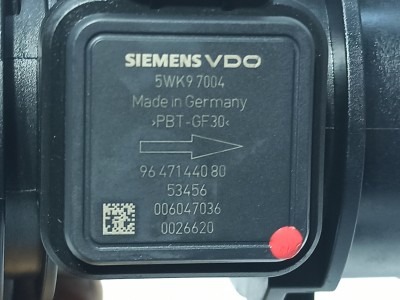 SIEMENS VDO
5WK9 7004
Made in Germany
>PBT-GF30<
96 471 440 80
53456
006047036
0026620